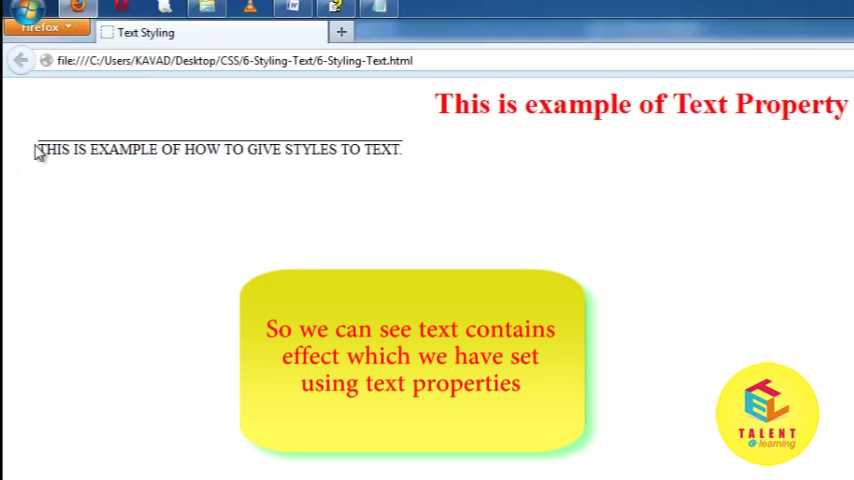 Firefox
Text Styling
file:///C:/Users/KAVAD/Desktop/CSS/6-Styling-Text/6-Styling-Text.html
This is example of Text Property
THIS IS EXAMPLE OF HOW TO GIVE STYLES TO TEXT.
So we can see text contains
effect which we have set
using text properties
TEL
TALENT
e-learning